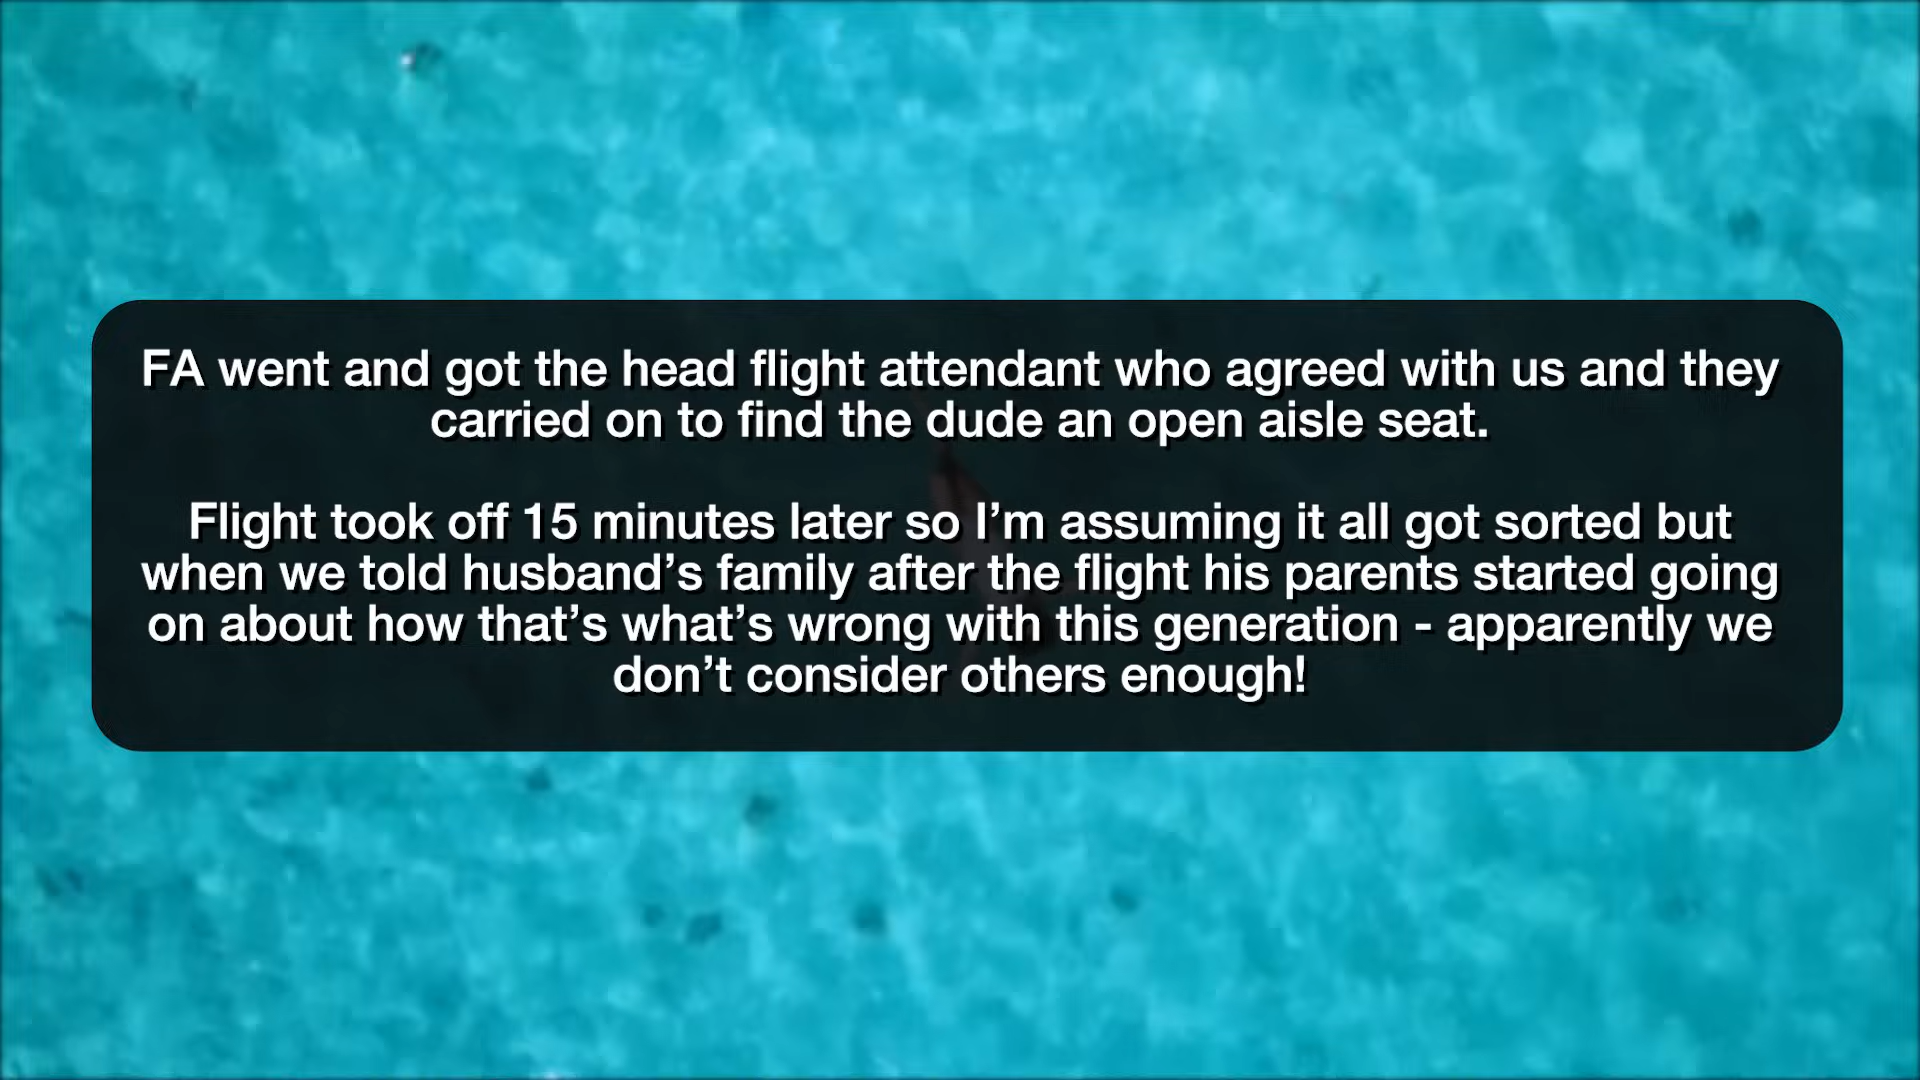 FA went and got the head flight attendant who agreed with us and they
carried on to find the dude an open aisle seat.
Flight took off 15 minutes later so I’m assuming it all got sorted but
when we told husband’s family after the flight his parents started going
on about how that’s what’s wrong with this generation - apparently we
don’t consider others enough!